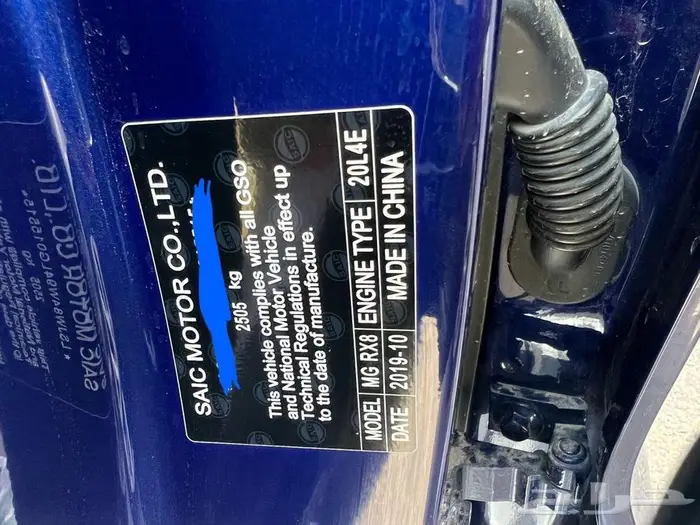 SAIC MOTOR CO.,LTD.
2505 kg
This vehicle complies with all GSO
and National Motor Vehicle
Technical Regulations in effect up
to the date of manufacture.
MODEL MG RX8 ENGINE TYPE 20L4E
DATE 2019-10 MADE IN CHINA
حراج